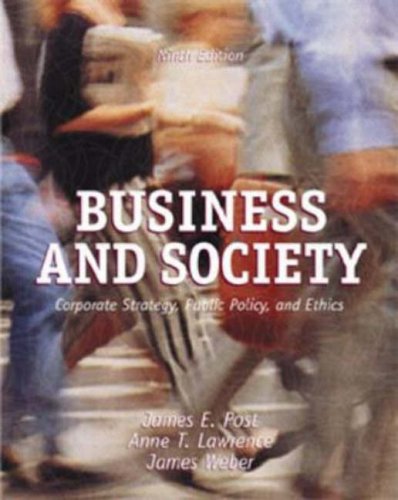 Ninth Edition
BUSINESS
AND SOCIETY
Corporate Strategy, Public Policy, and Ethics
James E. Post
Anne T. Lawrence
James Weber